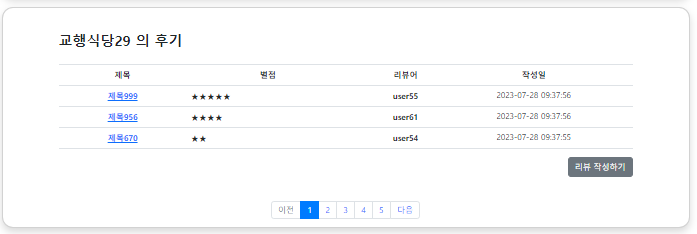 교행식당29 의 후기
제목 별점 리뷰어 작성일
제목999 ★★★★★ user55 2023-07-28 09:37:56
제목956 ★★★★ user61 2023-07-28 09:37:56
제목670 ★★ user54 2023-07-28 09:37:55
리뷰 작성하기
이전 1 2 3 4 5 다음